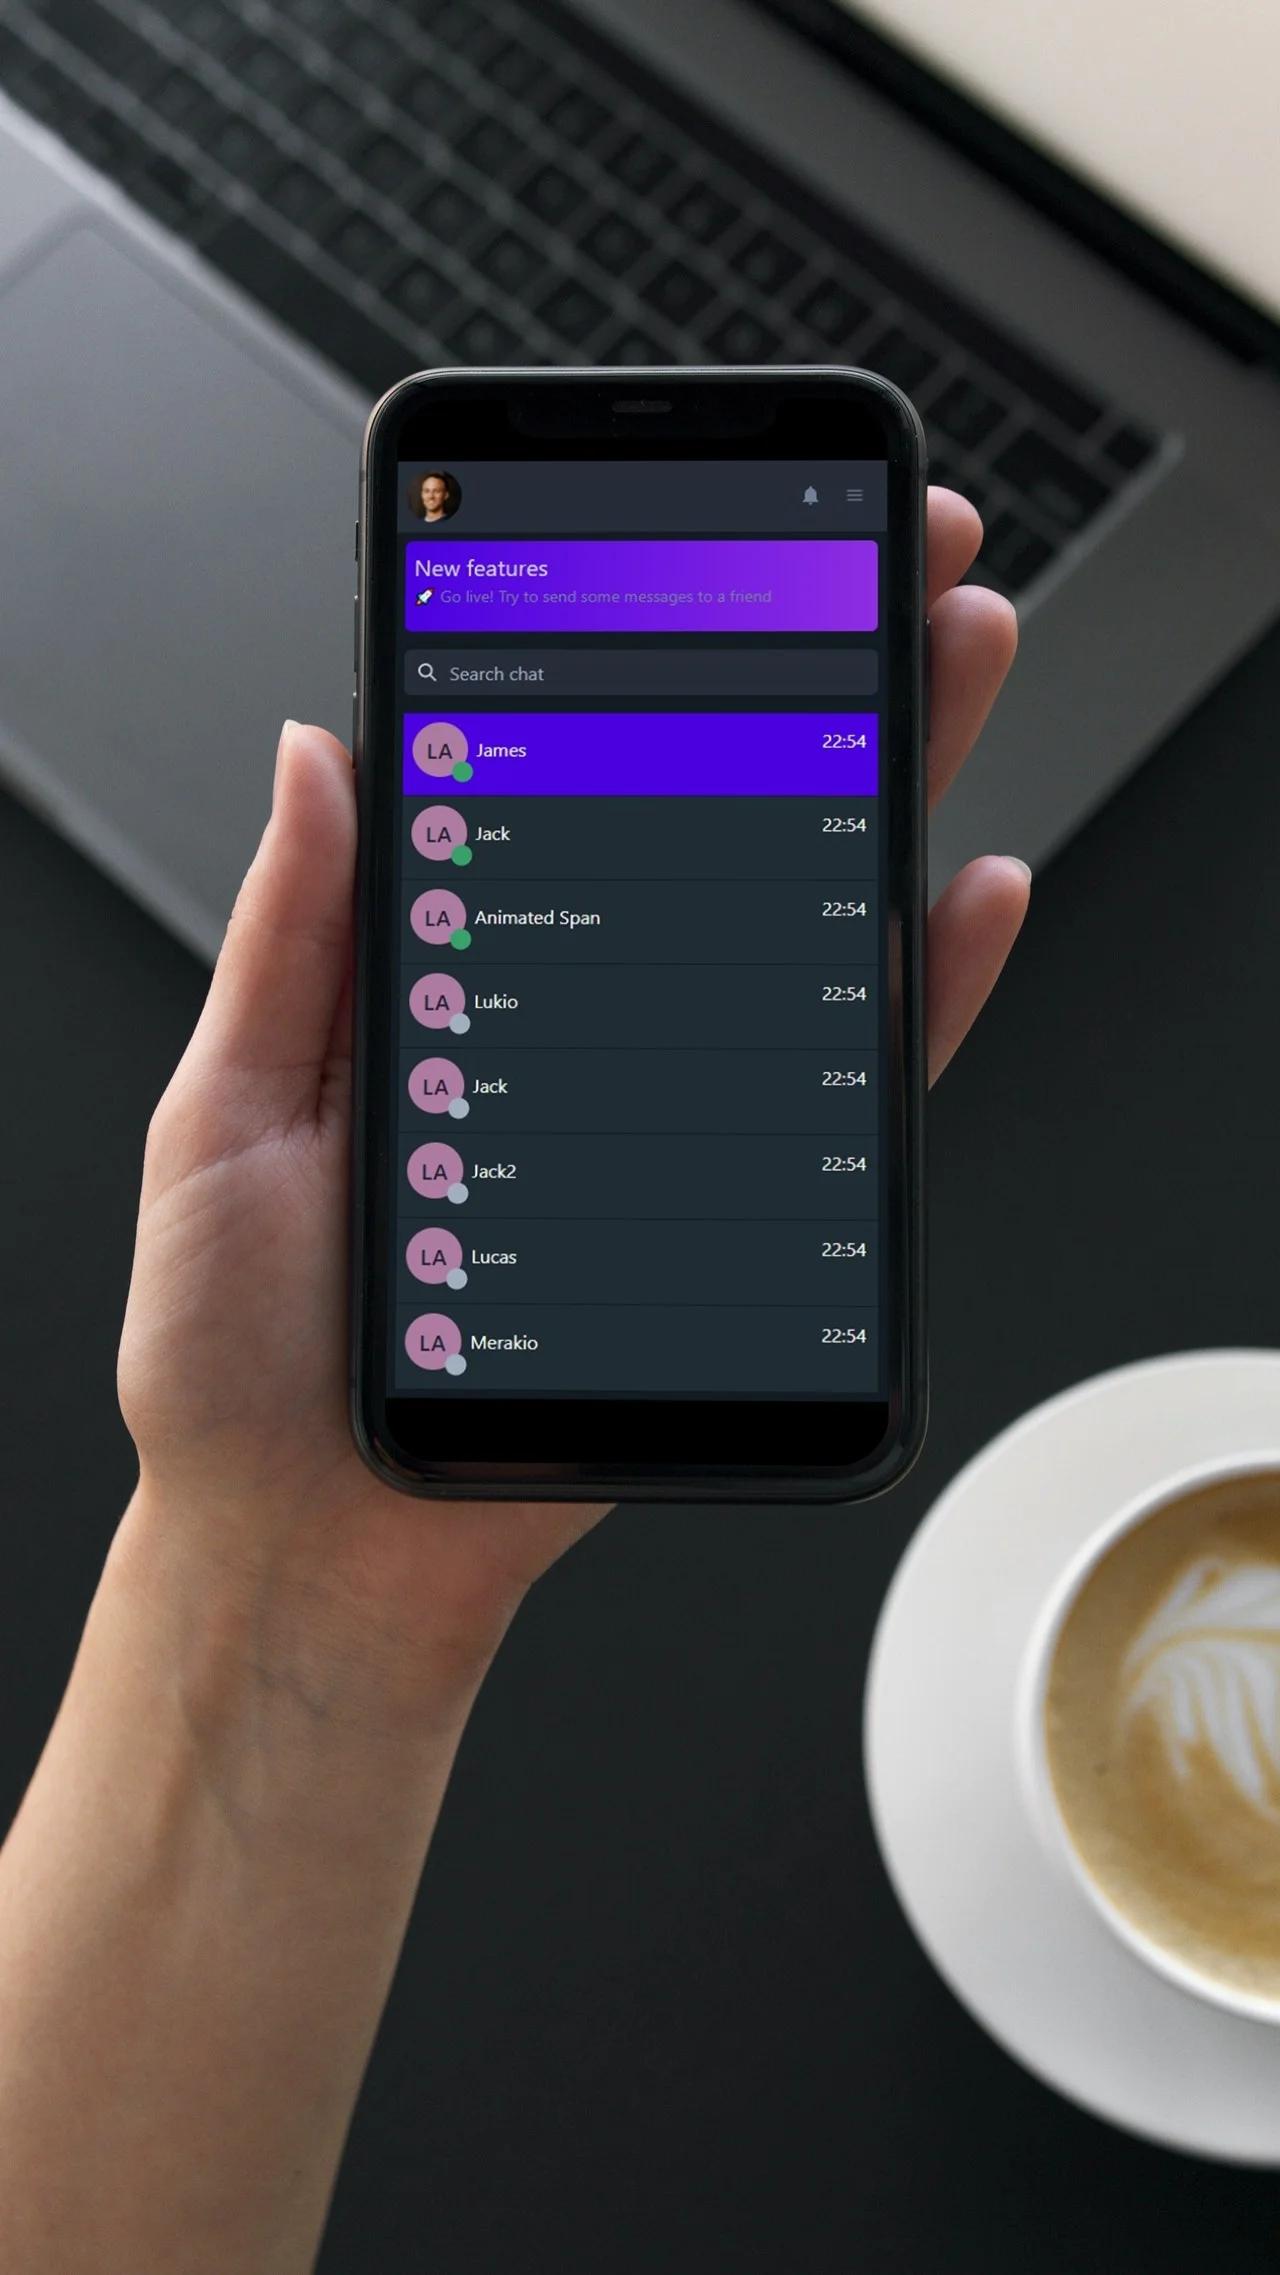 New features
🚀 Go live! Try to send some messages to a friend
Search chat
LA James 22:54
LA Jack 22:54
LA Animated Span 22:54
LA Lukio 22:54
LA Jack 22:54
LA Jack2 22:54
LA Lucas 22:54
LA Merakio 22:54